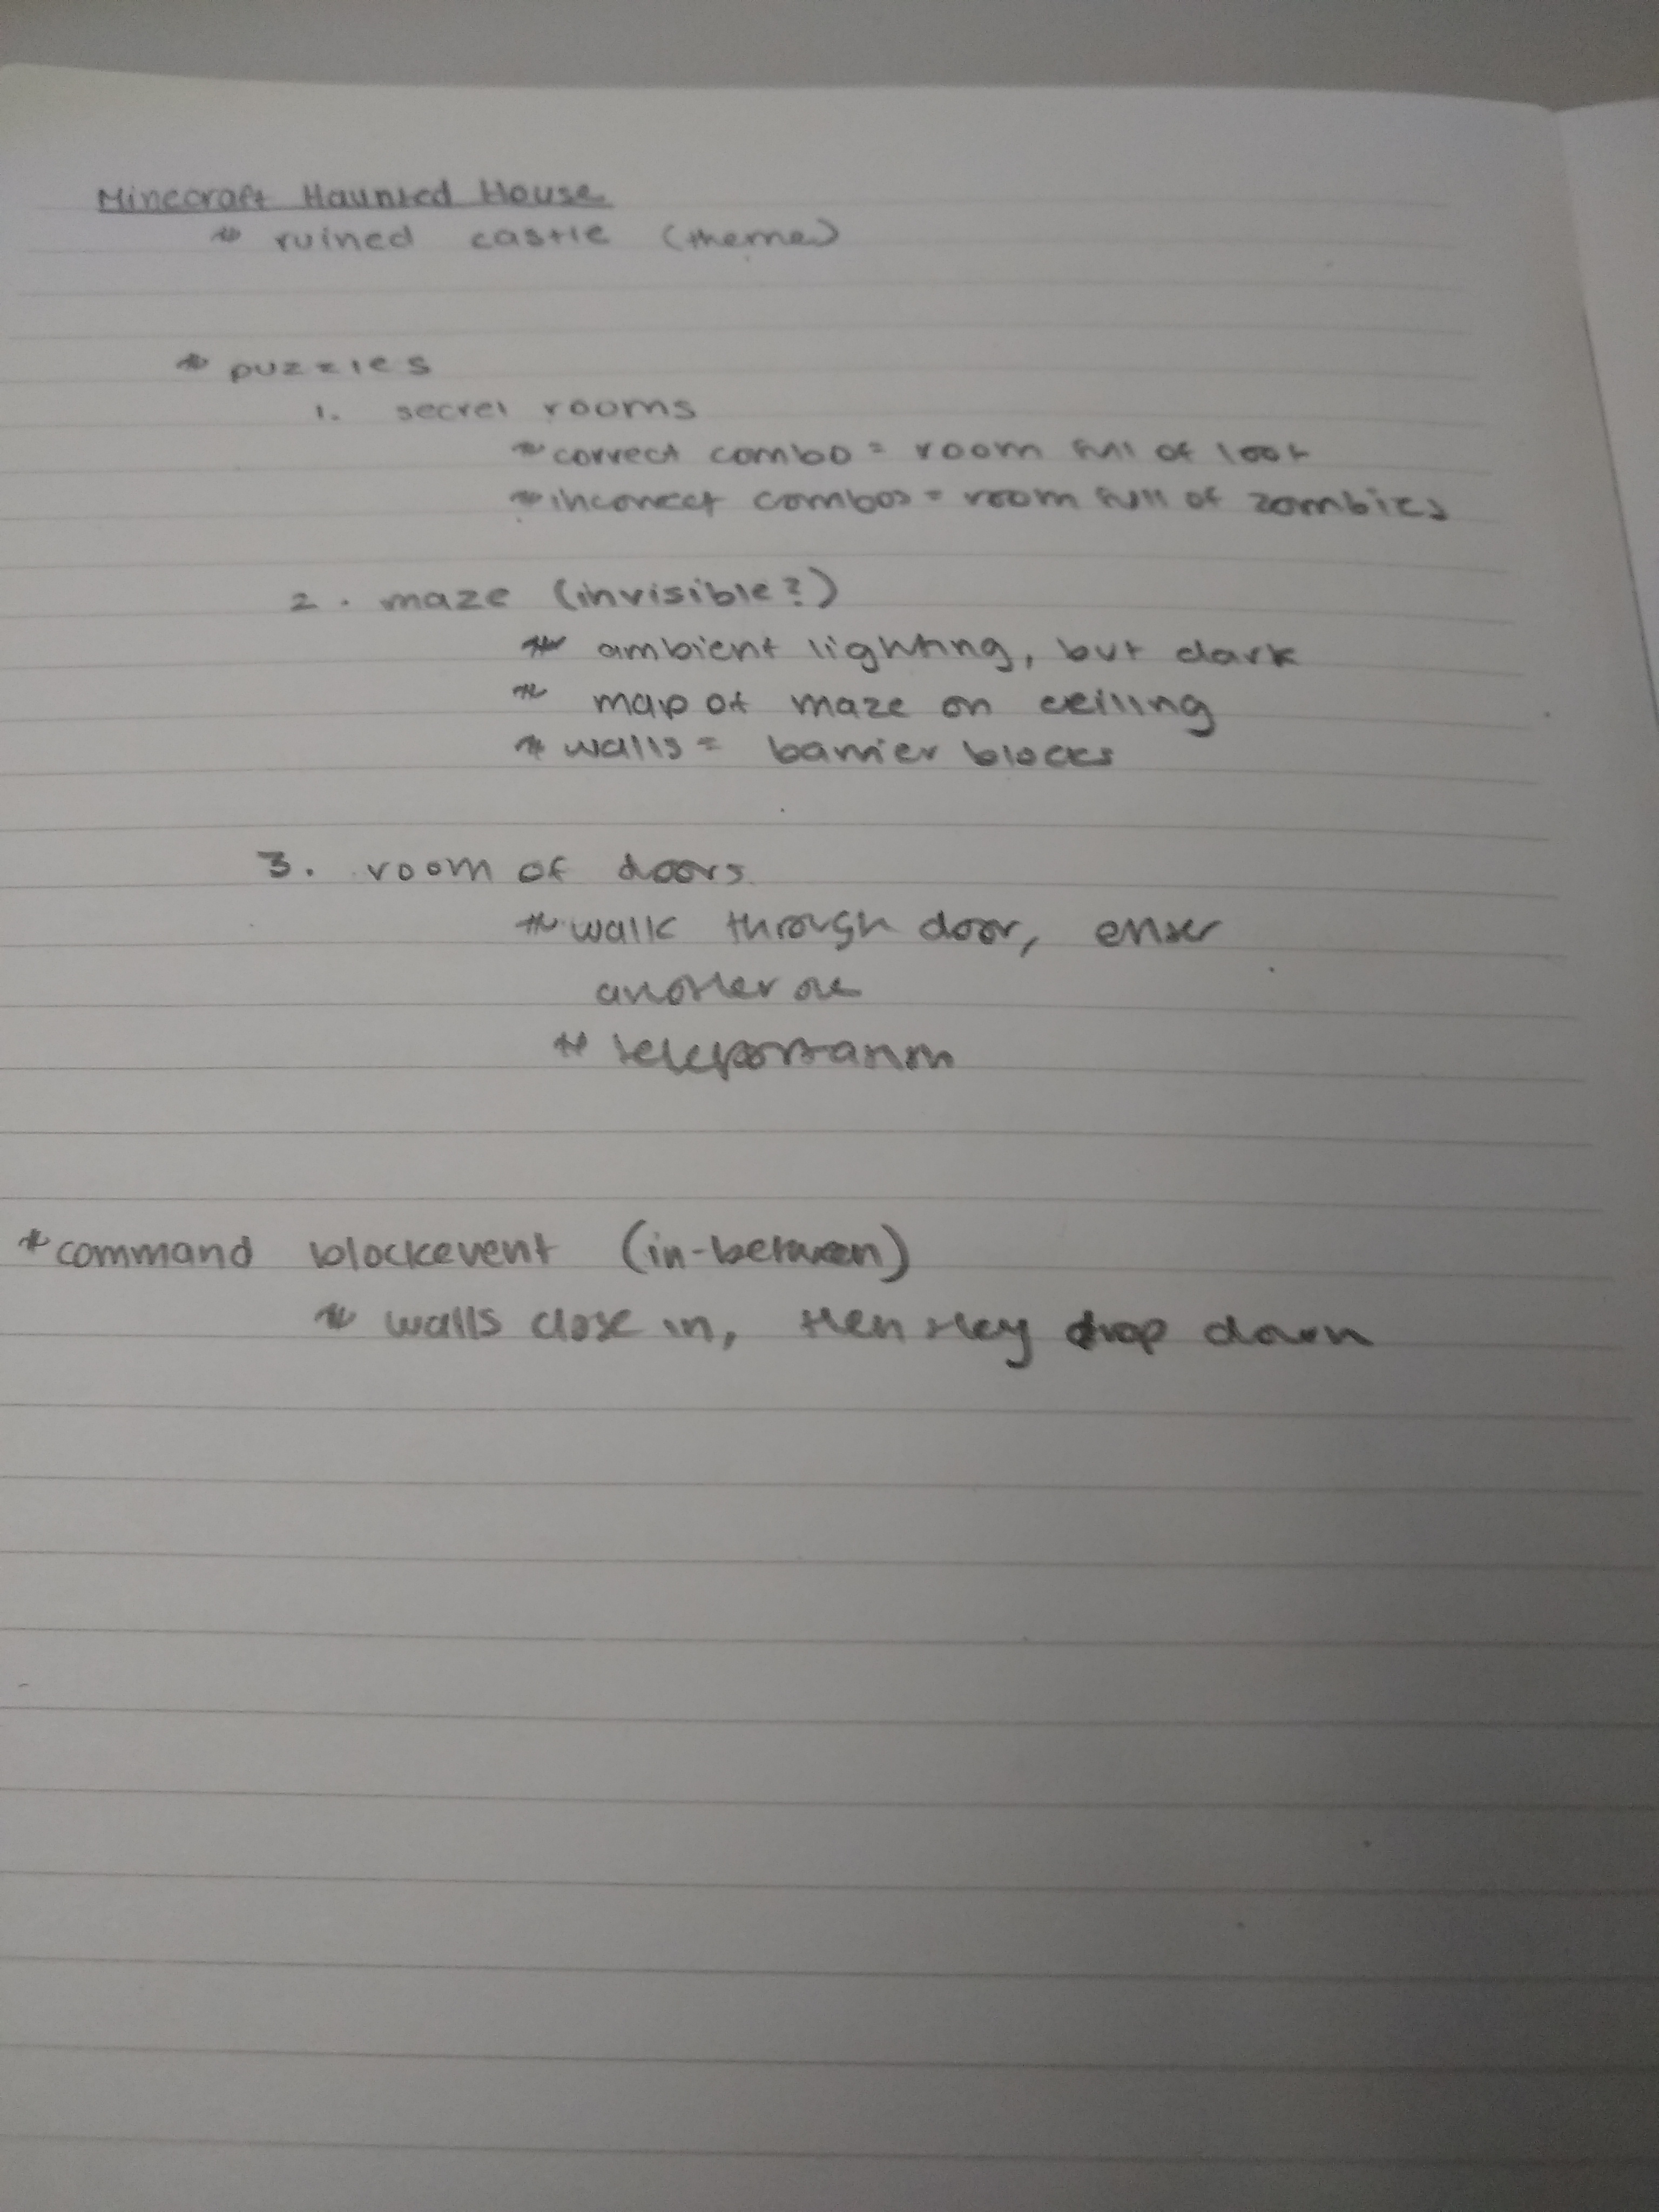 Minecraft Haunted House
* ruined castle (theme)
* puzzles
1. secret rooms
* correct combo = room full of loot
* incorrect combos = room full of zombies
2. maze (invisible?)
* ambient lighting, but dark
* map of maze on ceiling
* walls = barrier blocks
3. room of doors
* walk through door, enter
another one
* teleportation
* command blockevent (in-between)
* walls close in, then they drop down